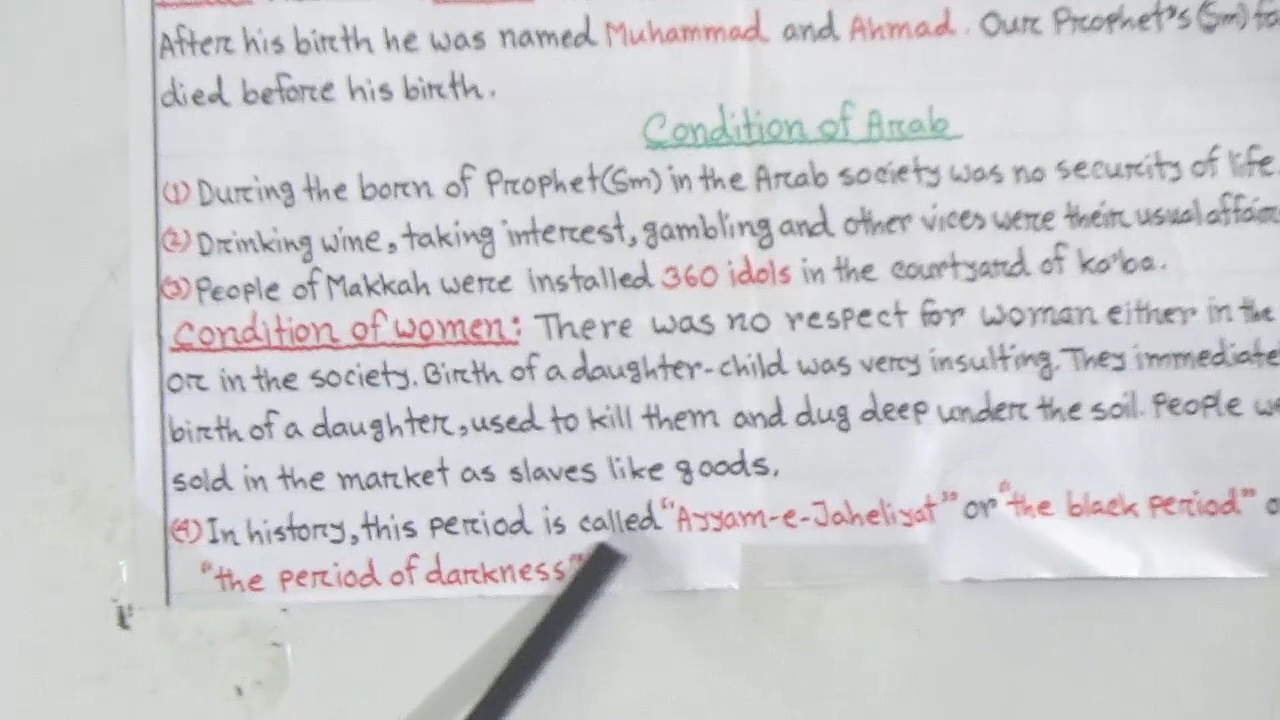 After his birth he was named Muhammad and Ahmad. Our Prophet's (Sm)
died before his birth.
Condition of Arab
(1) During the born of Prophet(Sm) in the Arab society was no security of life.
(2) Drinking wine, taking interest, gambling and other vices were their usual
(3) People of Makkah were installed 360 idols in the courtyard of ka'ba.
Condition of women: There was no respect for woman either in the
or in the society. Birth of a daughter-child was very insulting. They
birth of a daughter, used to kill them and dug deep under the soil. People
sold in the market as slaves like goods.
(4) In history, this period is called "Ayyam-e-Jaheliyat" or "the black period"
"the period of darkness"